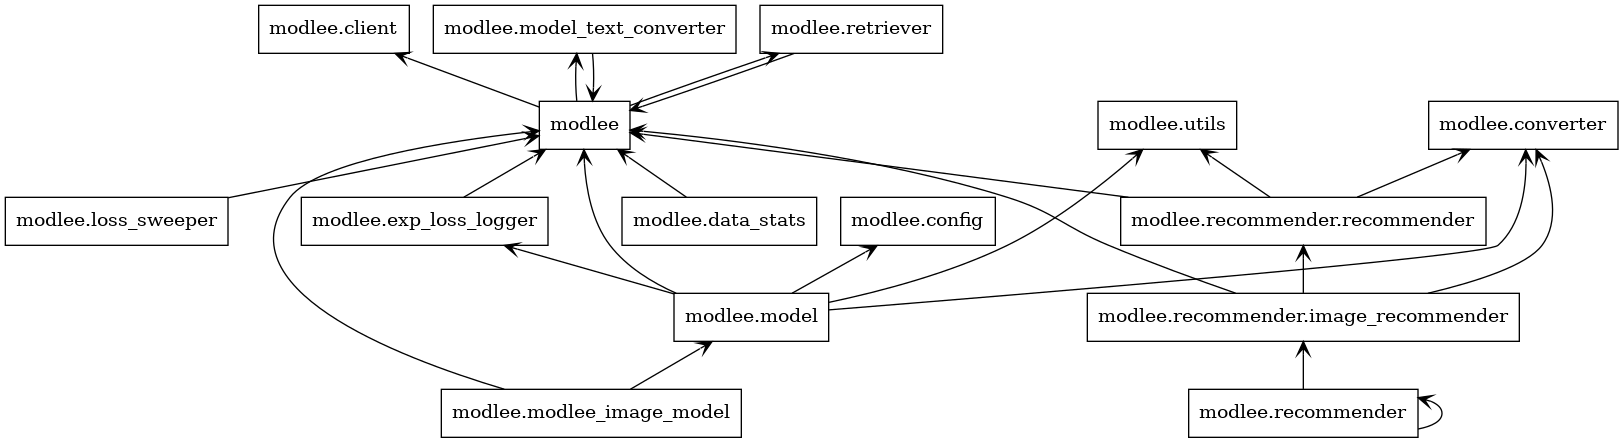 modlee.client
modlee.model_text_converter
modlee.retriever
modlee
modlee.utils
modlee.converter
modlee.loss_sweeper
modlee.exp_loss_logger
modlee.data_stats
modlee.config
modlee.recommender.recommender
modlee.model
modlee.recommender.image_recommender
modlee.modlee_image_model
modlee.recommender